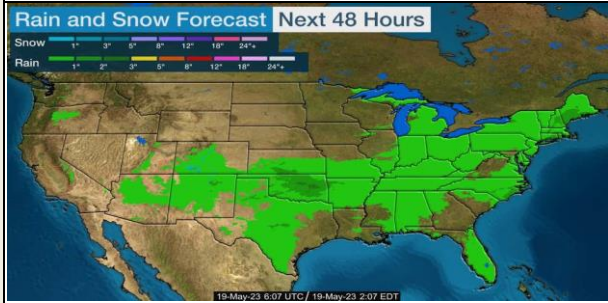 Rain and Snow Forecast Next 48 Hours
Snow
1" 3" 5" 8" 12" 18" 24"+
Rain
1" 2" 3" 5" 8" 12" 18" 24"+
19-May-23 6:07 UTC / 19-May-23 2:07 EDT